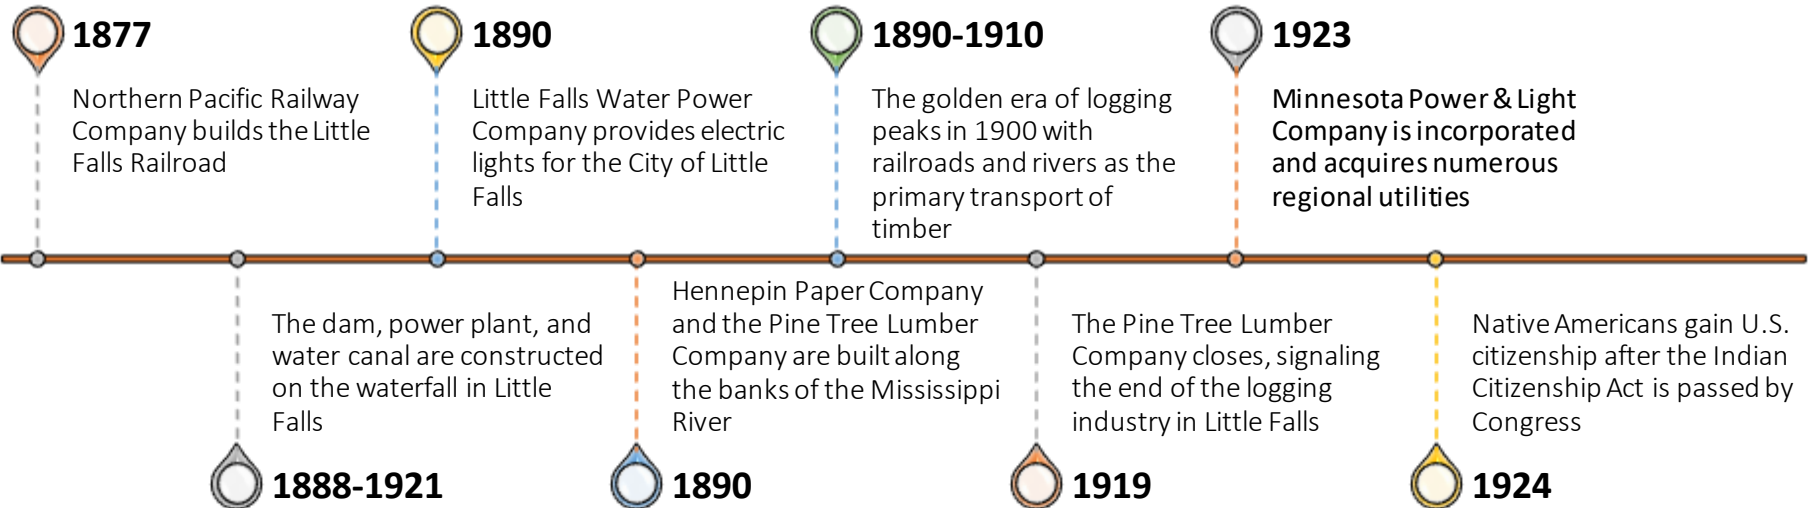 1877
Northern Pacific Railway
Company builds the Little
Falls Railroad
1888-1921
The dam, power plant, and
water canal are constructed
on the waterfall in Little
Falls
1890
Little Falls Water Power
Company provides electric
lights for the City of Little
Falls
1890
Hennepin Paper Company
and the Pine Tree Lumber
Company are built along
the banks of the Mississippi
River
1890-1910
The golden era of logging
peaks in 1900 with
railroads and rivers as the
primary transport of
timber
1919
The Pine Tree Lumber
Company closes, signaling
the end of the logging
industry in Little Falls
1923
Minnesota Power & Light
Company is incorporated
and acquires numerous
regional utilities
1924
Native Americans gain U.S.
citizenship after the Indian
Citizenship Act is passed by
Congress